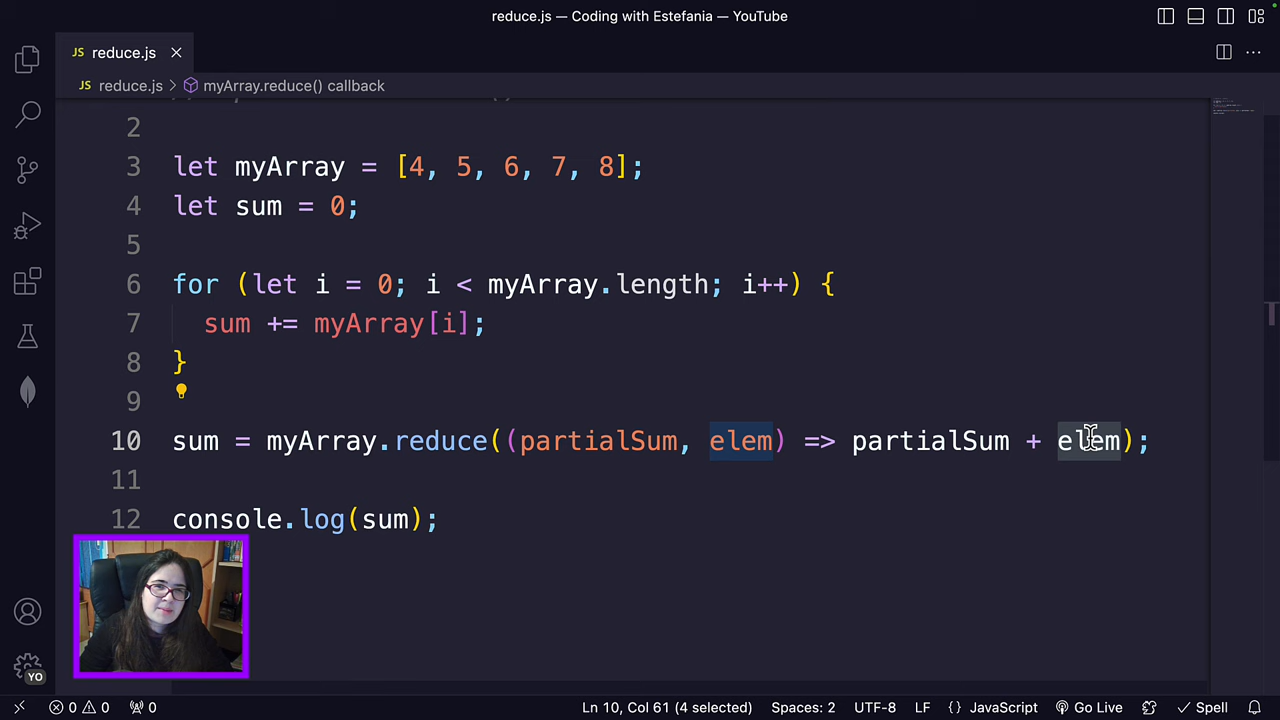 reduce.js — Coding with Estefania — YouTube
JS reduce.js
JS reduce.js > myArray.reduce() callback
2
3 let myArray = [4, 5, 6, 7, 8];
4 let sum = 0;
5
6 for (let i = 0; i < myArray.length; i++) {
7 sum += myArray[i];
8 }
9
10 sum = myArray.reduce((partialSum, elem) => partialSum + elem);
11
12 console.log(sum);
YO
0 0 0 Ln 10, Col 61 (4 selected) Spaces: 2 UTF-8 LF {} JavaScript Go Live Spell